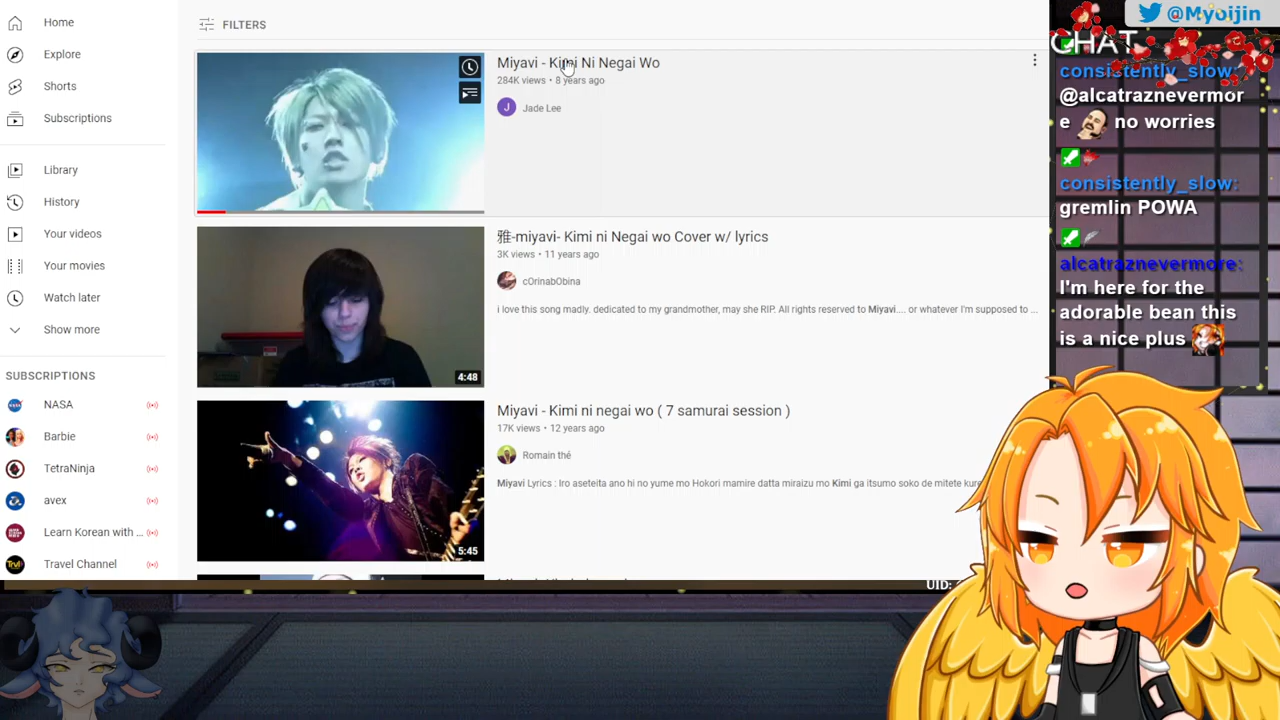 Home
Explore
Shorts
Subscriptions
Library
History
Your videos
Your movies
Watch later
Show more
SUBSCRIPTIONS
NASA
Barbie
TetraNinja
avex
Learn Korean with ...
Travel Channel
FILTERS
Miyavi - Kimi Ni Negai Wo
284K views • 8 years ago
J Jade Lee
雅-miyavi- Kimi ni Negai wo Cover w/ lyrics
3K views • 11 years ago
cOrinabObina
i love this song madly. dedicated to my grandmother, may she RIP. All rights reserved to Miyavi.... or whatever I'm supposed to ...
4:48
Miyavi - Kimi ni negai wo ( 7 samurai session )
17K views • 12 years ago
Romain thé
Miyavi Lyrics : Iro aseteita ano hi no yume mo Hokori mamire datta miraizu mo Kimi ga itsumo soko de mitete
5:45
UID:
@Myoijin
CHAT
consistently_slow:
@alcatraznevermor
e no worries
consistently_slow:
gremlin POWA
alcatraznevermore:
I'm here for the
adorable bean this
is a nice plus